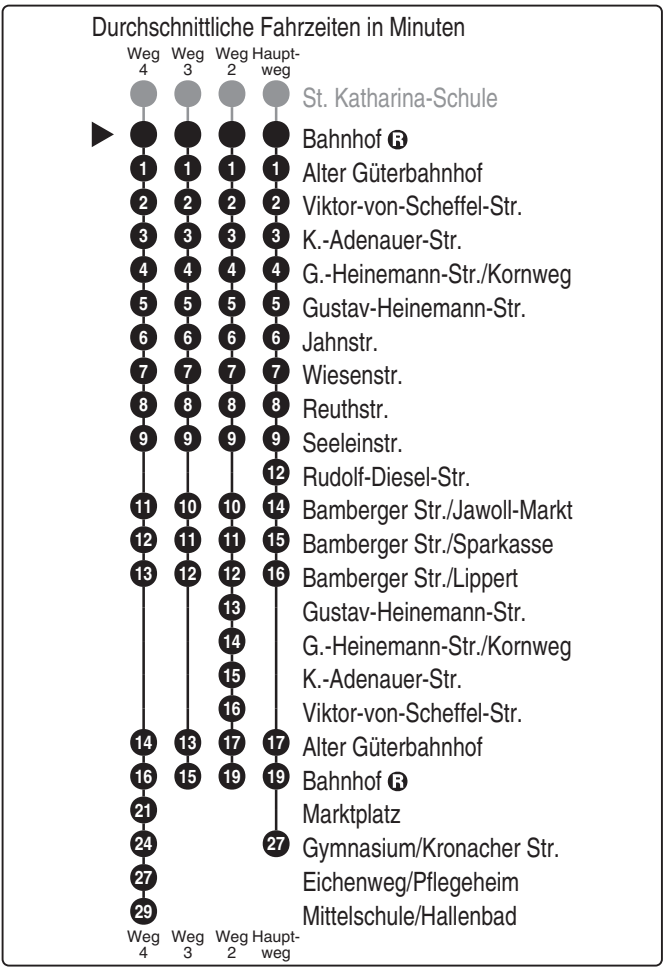 Durchschnittliche Fahrzeiten in Minuten
Weg 4 Weg 3 Weg 2 Haupt-weg
St. Katharina-Schule
Bahnhof R
1 1 1 1 Alter Güterbahnhof
2 2 2 2 Viktor-von-Scheffel-Str.
3 3 3 3 K.-Adenauer-Str.
4 4 4 4 G.-Heinemann-Str./Kornweg
5 5 5 5 Gustav-Heinemann-Str.
6 6 6 6 Jahnstr.
7 7 7 7 Wiesenstr.
8 8 8 8 Reuthstr.
9 9 9 9 Seeleinstr.
12 Rudolf-Diesel-Str.
11 10 10 14 Bamberger Str./Jawoll-Markt
12 11 11 15 Bamberger Str./Sparkasse
13 12 12 16 Bamberger Str./Lippert
13 Gustav-Heinemann-Str.
14 G.-Heinemann-Str./Kornweg
15 K.-Adenauer-Str.
16 Viktor-von-Scheffel-Str.
14 13 17 17 Alter Güterbahnhof
16 15 19 19 Bahnhof R
21 Marktplatz
24 27 Gymnasium/Kronacher Str.
27 Eichenweg/Pflegeheim
29 Mittelschule/Hallenbad
Weg 4 Weg 3 Weg 2 Haupt-weg